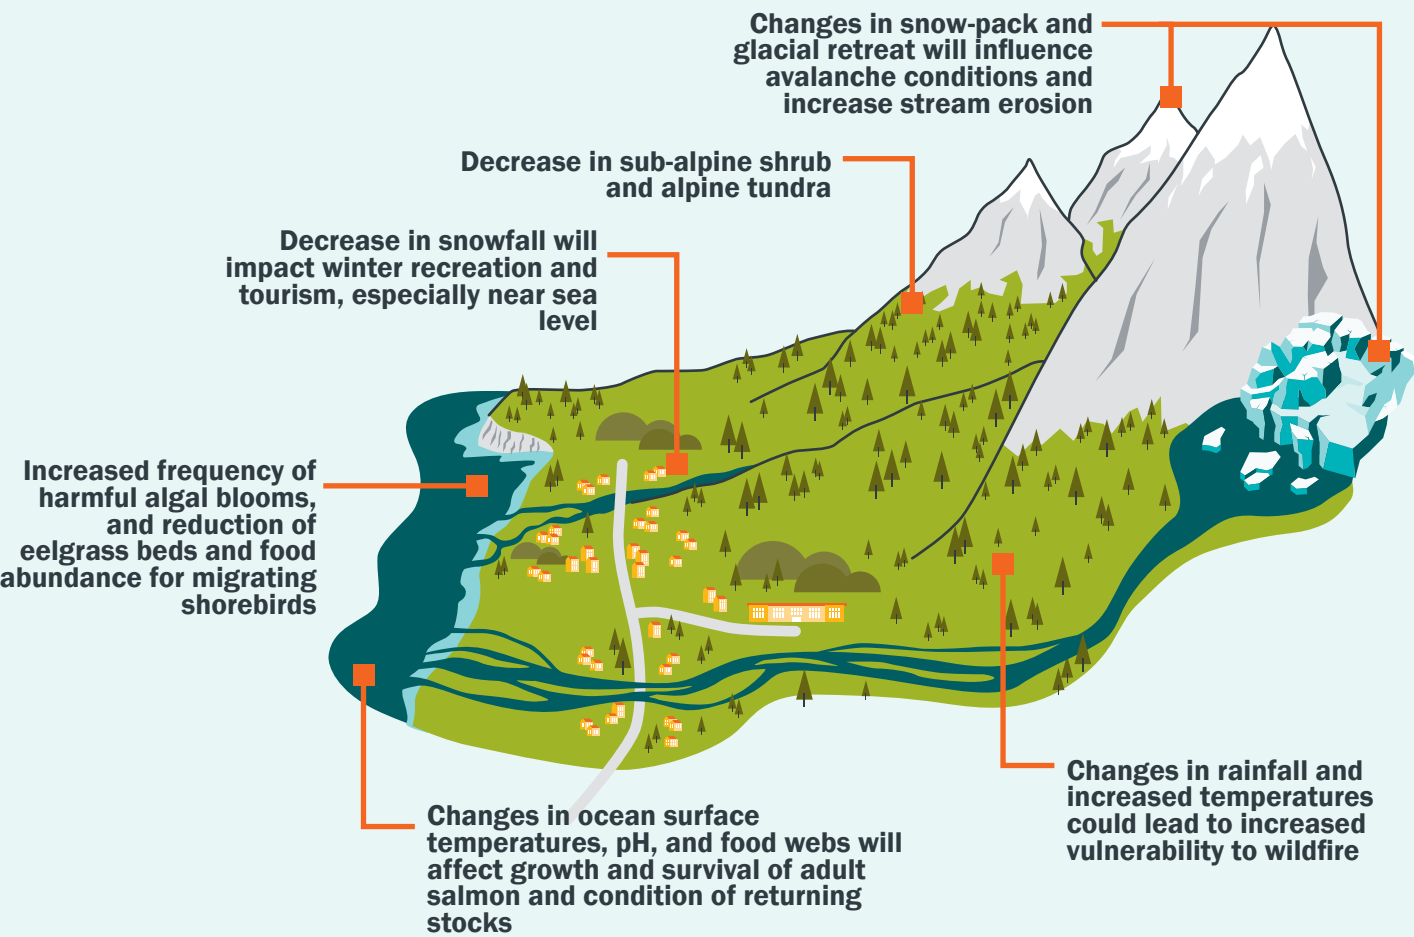 Changes in snow-pack and
glacial retreat will influence
avalanche conditions and
increase stream erosion
Decrease in sub-alpine shrub
and alpine tundra
Decrease in snowfall will
impact winter recreation and
tourism, especially near sea
level
Increased frequency of
harmful algal blooms,
and reduction of
eelgrass beds and food
abundance for migrating
shorebirds
Changes in ocean surface
temperatures, pH, and food webs will
affect growth and survival of adult
salmon and condition of returning
stocks
Changes in rainfall and
increased temperatures
could lead to increased
vulnerability to wildfire